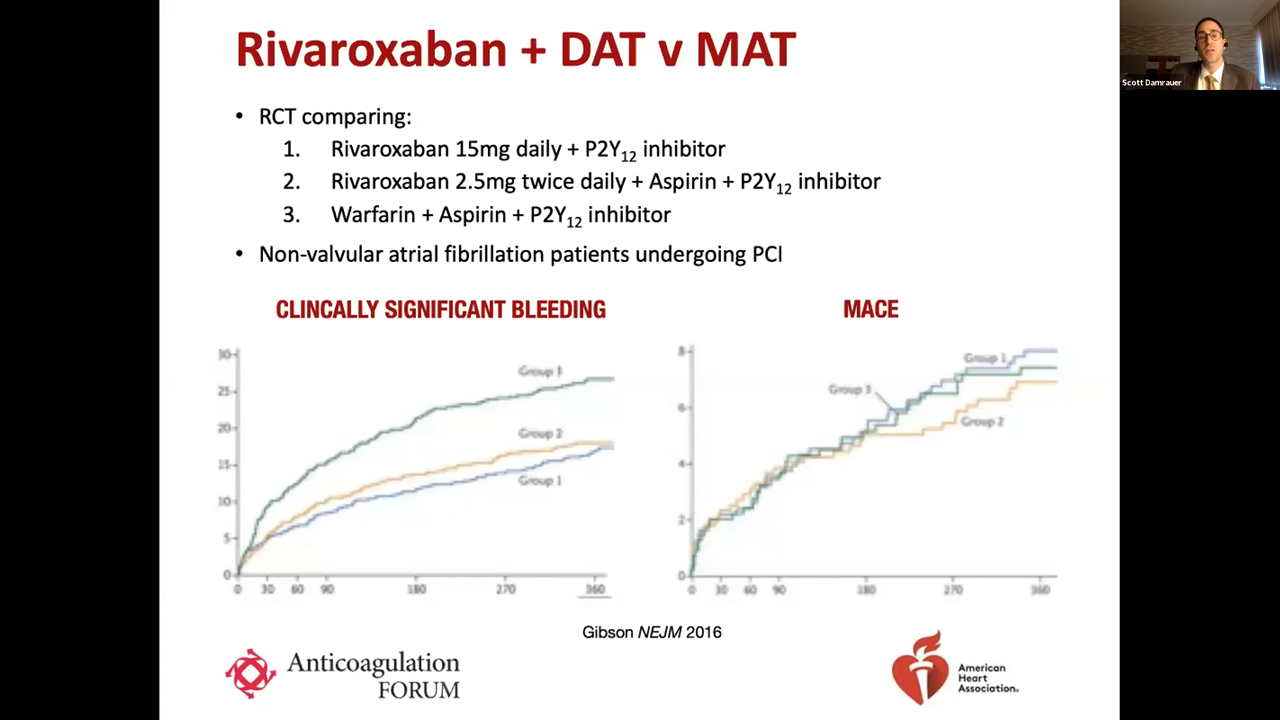 Rivaroxaban + DAT v MAT
Scott Damrauer
• RCT comparing:
1. Rivaroxaban 15mg daily + P2Y12 inhibitor
2. Rivaroxaban 2.5mg twice daily + Aspirin + P2Y12 inhibitor
3. Warfarin + Aspirin + P2Y12 inhibitor
• Non-valvular atrial fibrillation patients undergoing PCI
CLINCALLY SIGNIFICANT BLEEDING
30
25
20
15
10
5
0
Group 3
Group 2
Group 1
0 30 60 90 180 270 360
MACE
8
6
4
2
0
Group 1
Group 3
Group 2
0 30 60 90 180 270 360
Gibson NEJM 2016
Anticoagulation
FORUM
American
Heart
Association®